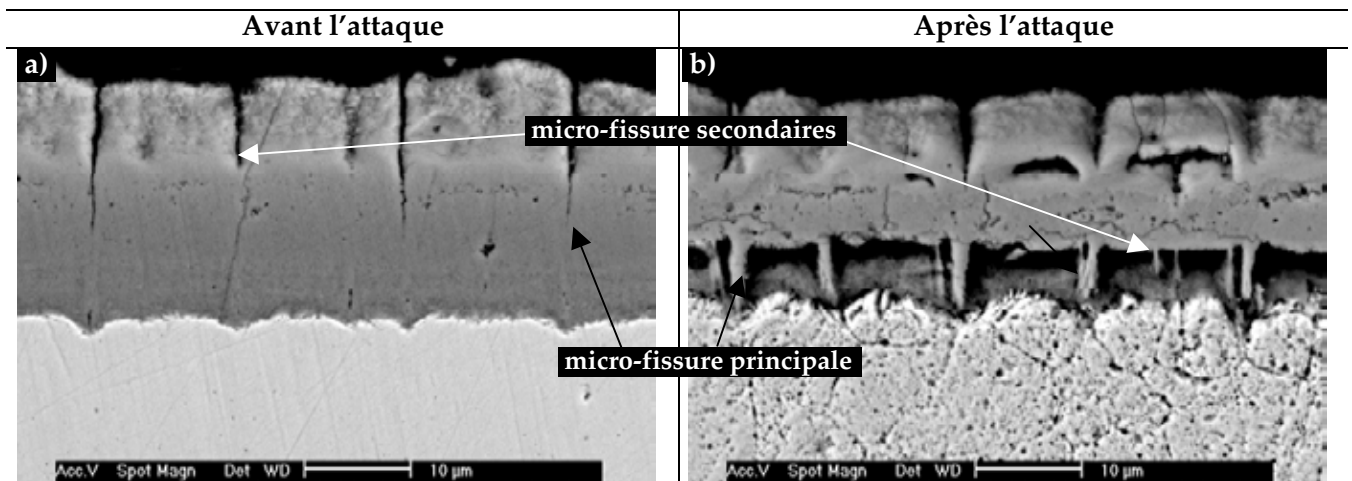 Avant l'attaque
Après l'attaque
a)
b)
micro-fissure secondaires
micro-fissure principale
Acc.V Spot Magn Det WD 10 µm
Acc.V Spot Magn Det WD 10 µm